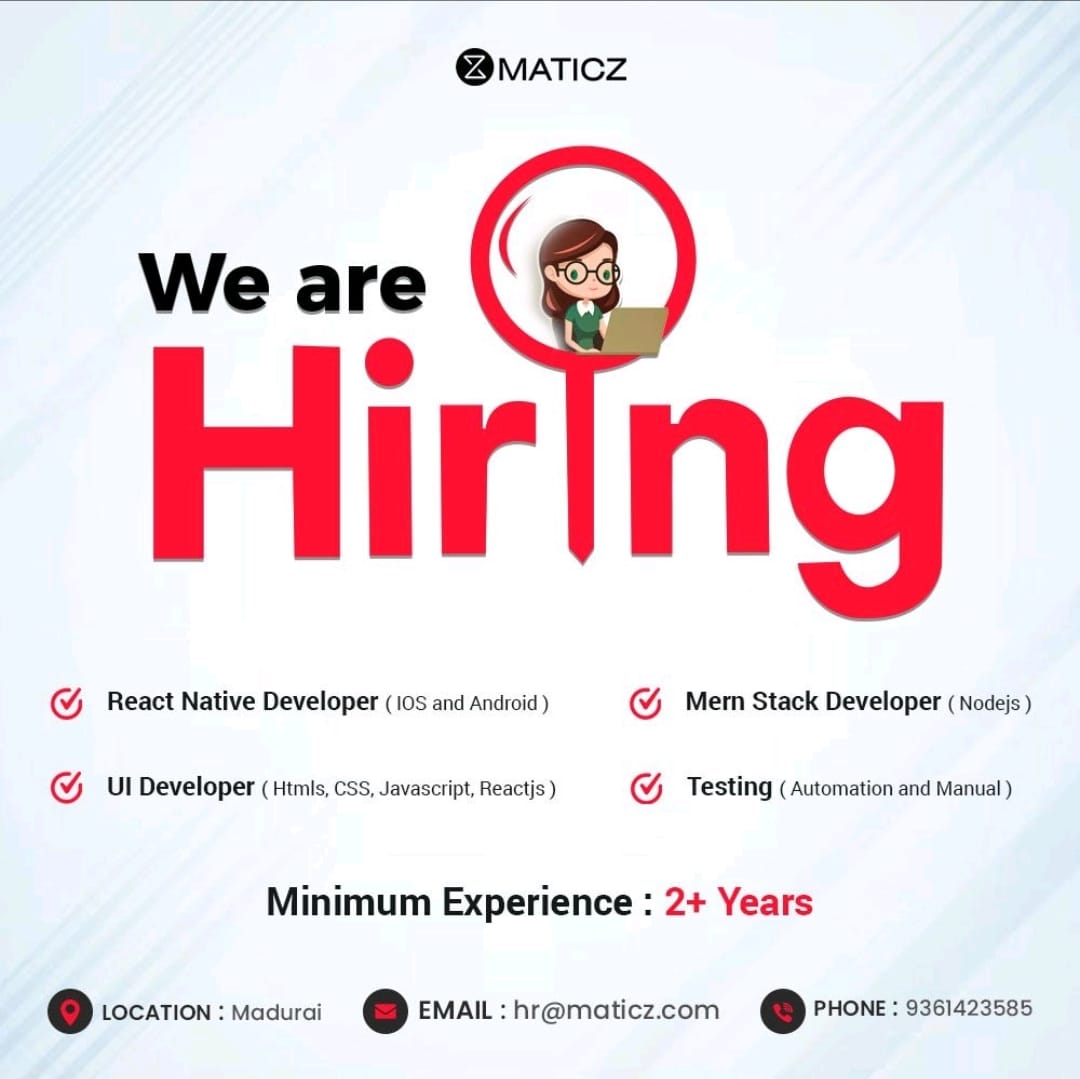 MATICZ
We are
Hiring
React Native Developer ( IOS and Android )
Mern Stack Developer ( Nodejs )
UI Developer ( Htmls, CSS, Javascript, Reactjs )
Testing ( Automation and Manual )
Minimum Experience : 2+ Years
LOCATION : Madurai
EMAIL : hr@maticz.com
PHONE : 9361423585